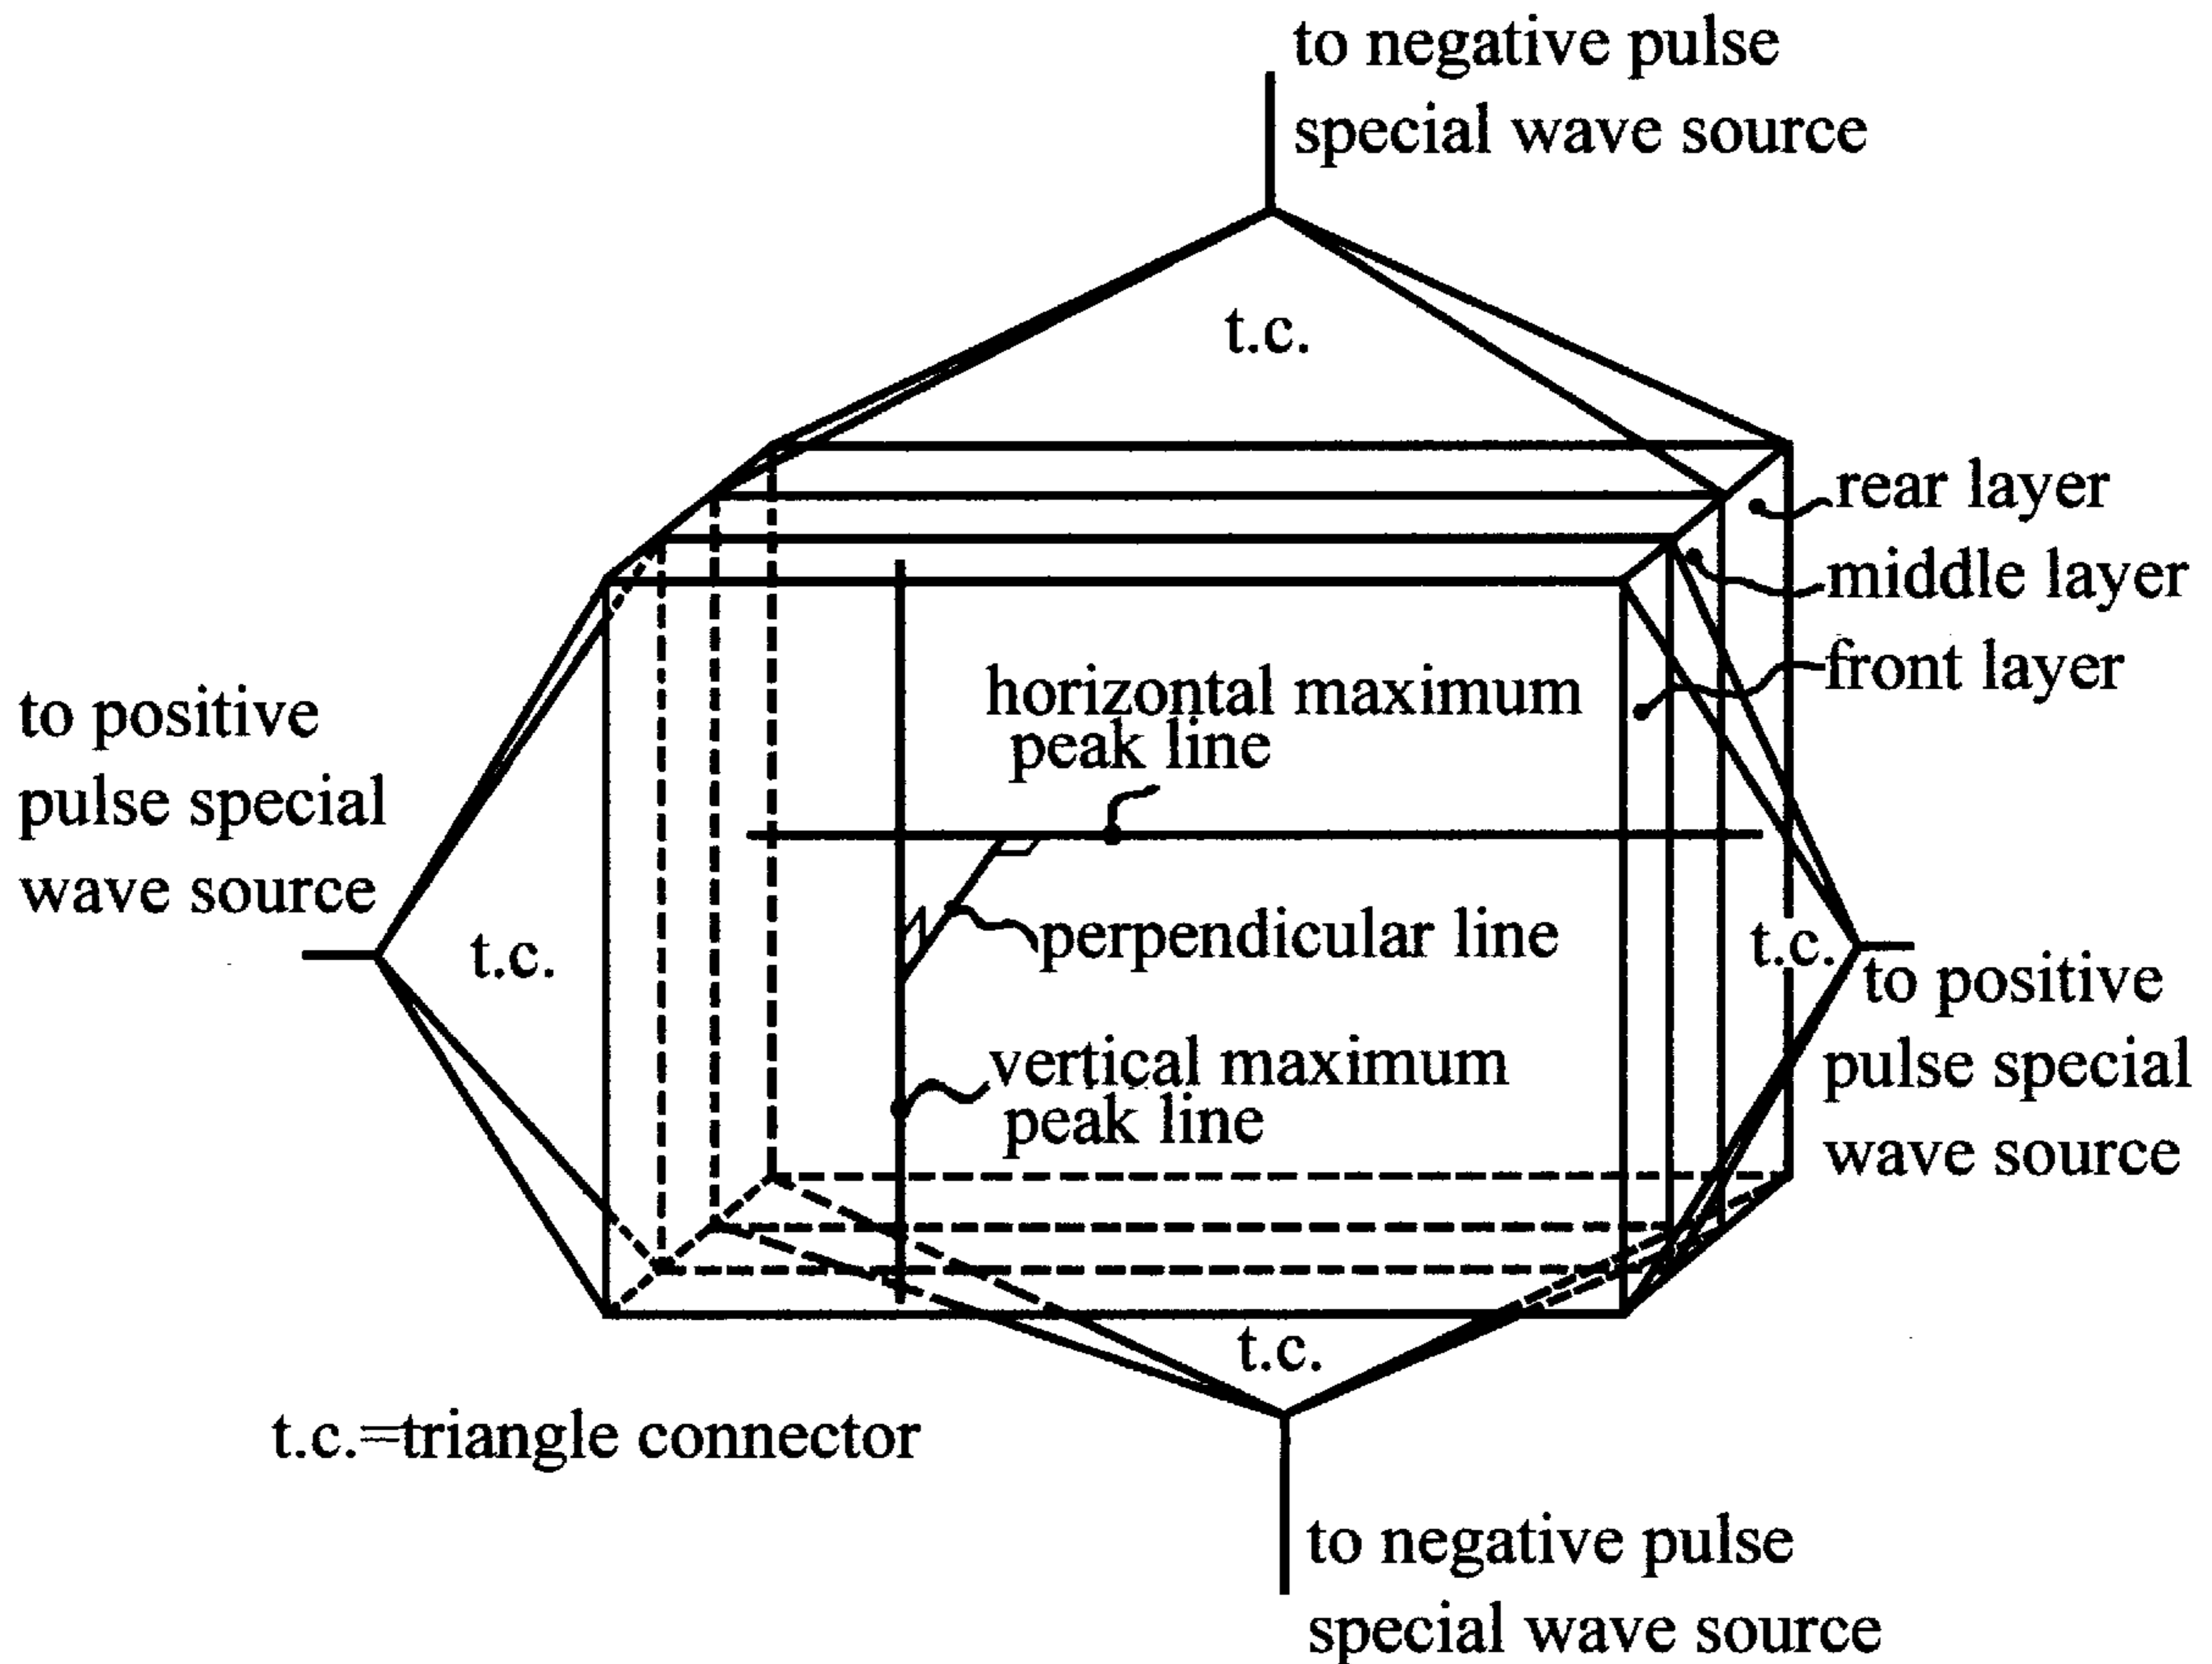 to negative pulse
special wave source
t.c.
rear layer
middle layer
front layer
horizontal maximum
peak line
to positive
pulse special
wave source
perpendicular line
t.c.
t.c.
to positive
pulse special
wave source
vertical maximum
peak line
t.c.
t.c.=triangle connector
to negative pulse
special wave source